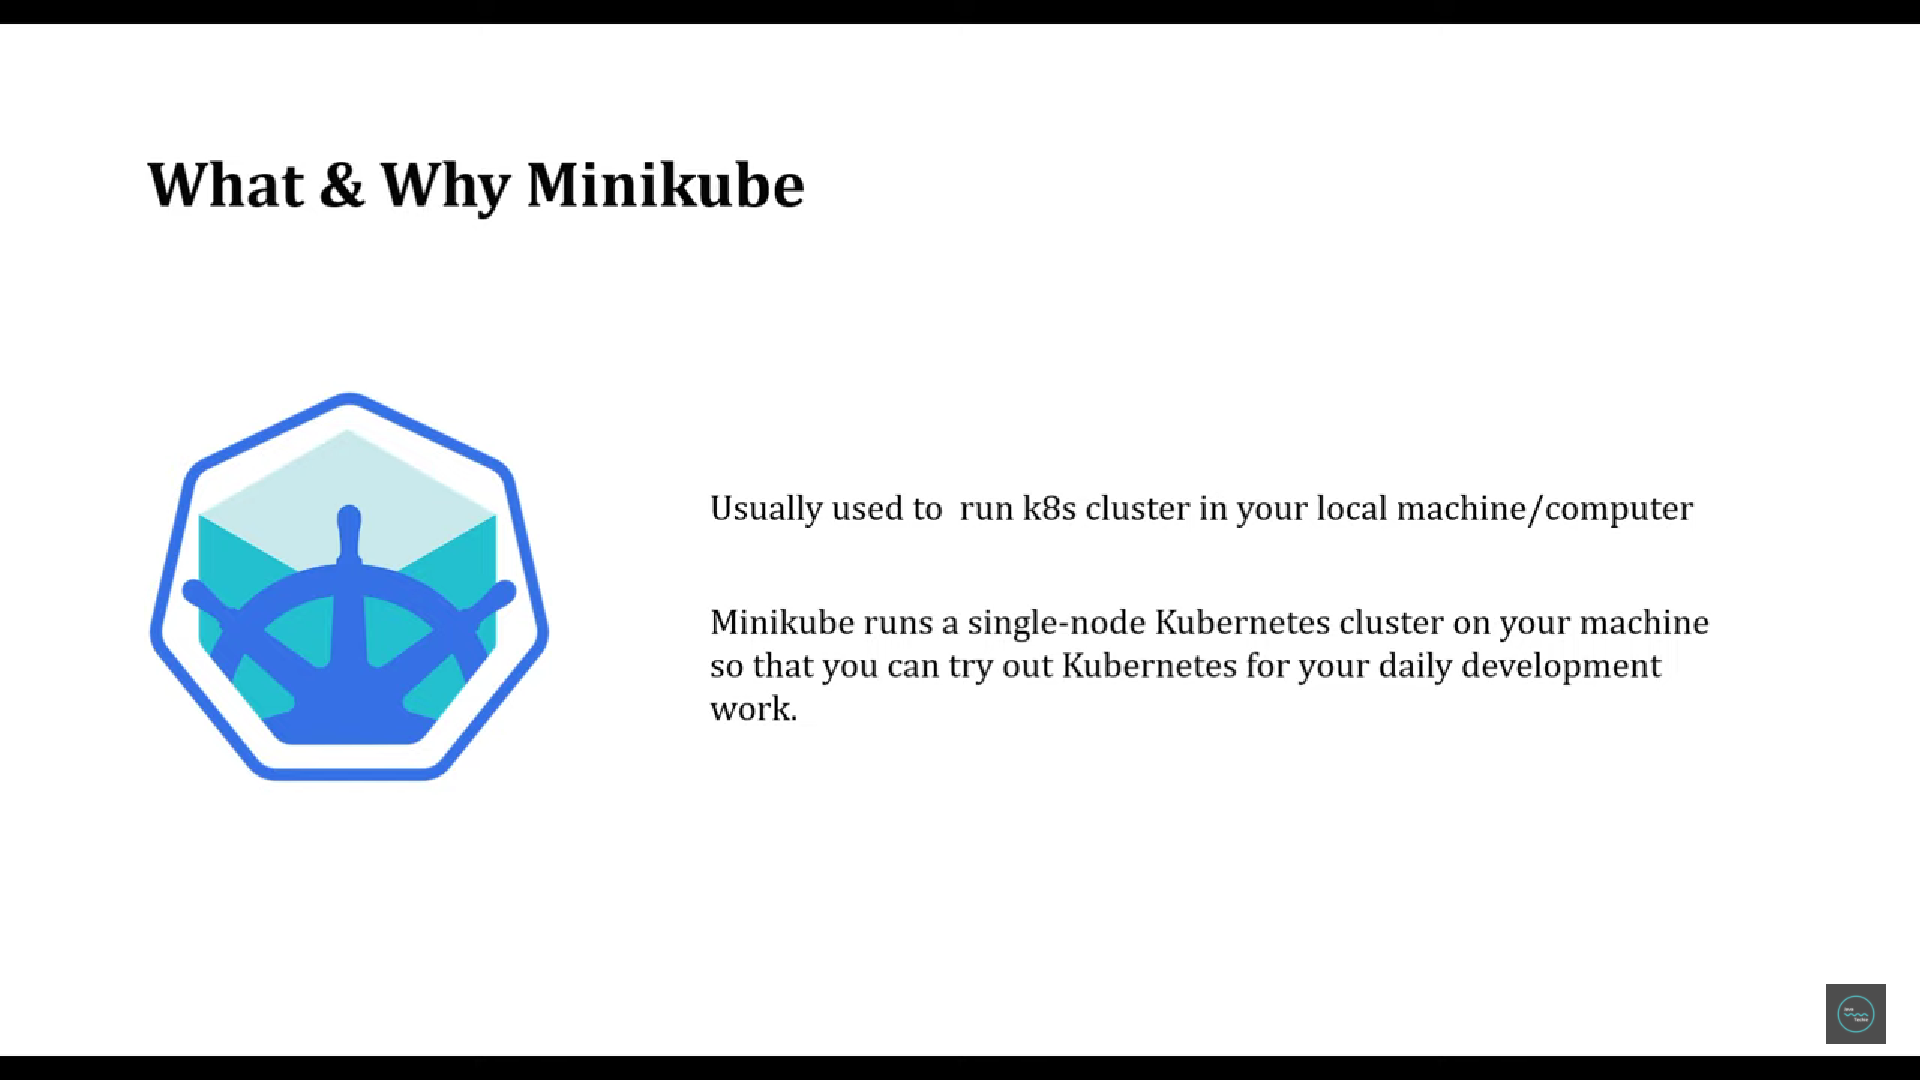 What & Why Minikube
Usually used to  run k8s cluster in your local machine/computer
Minikube runs a single-node Kubernetes cluster on your machine
so that you can try out Kubernetes for your daily development
work.